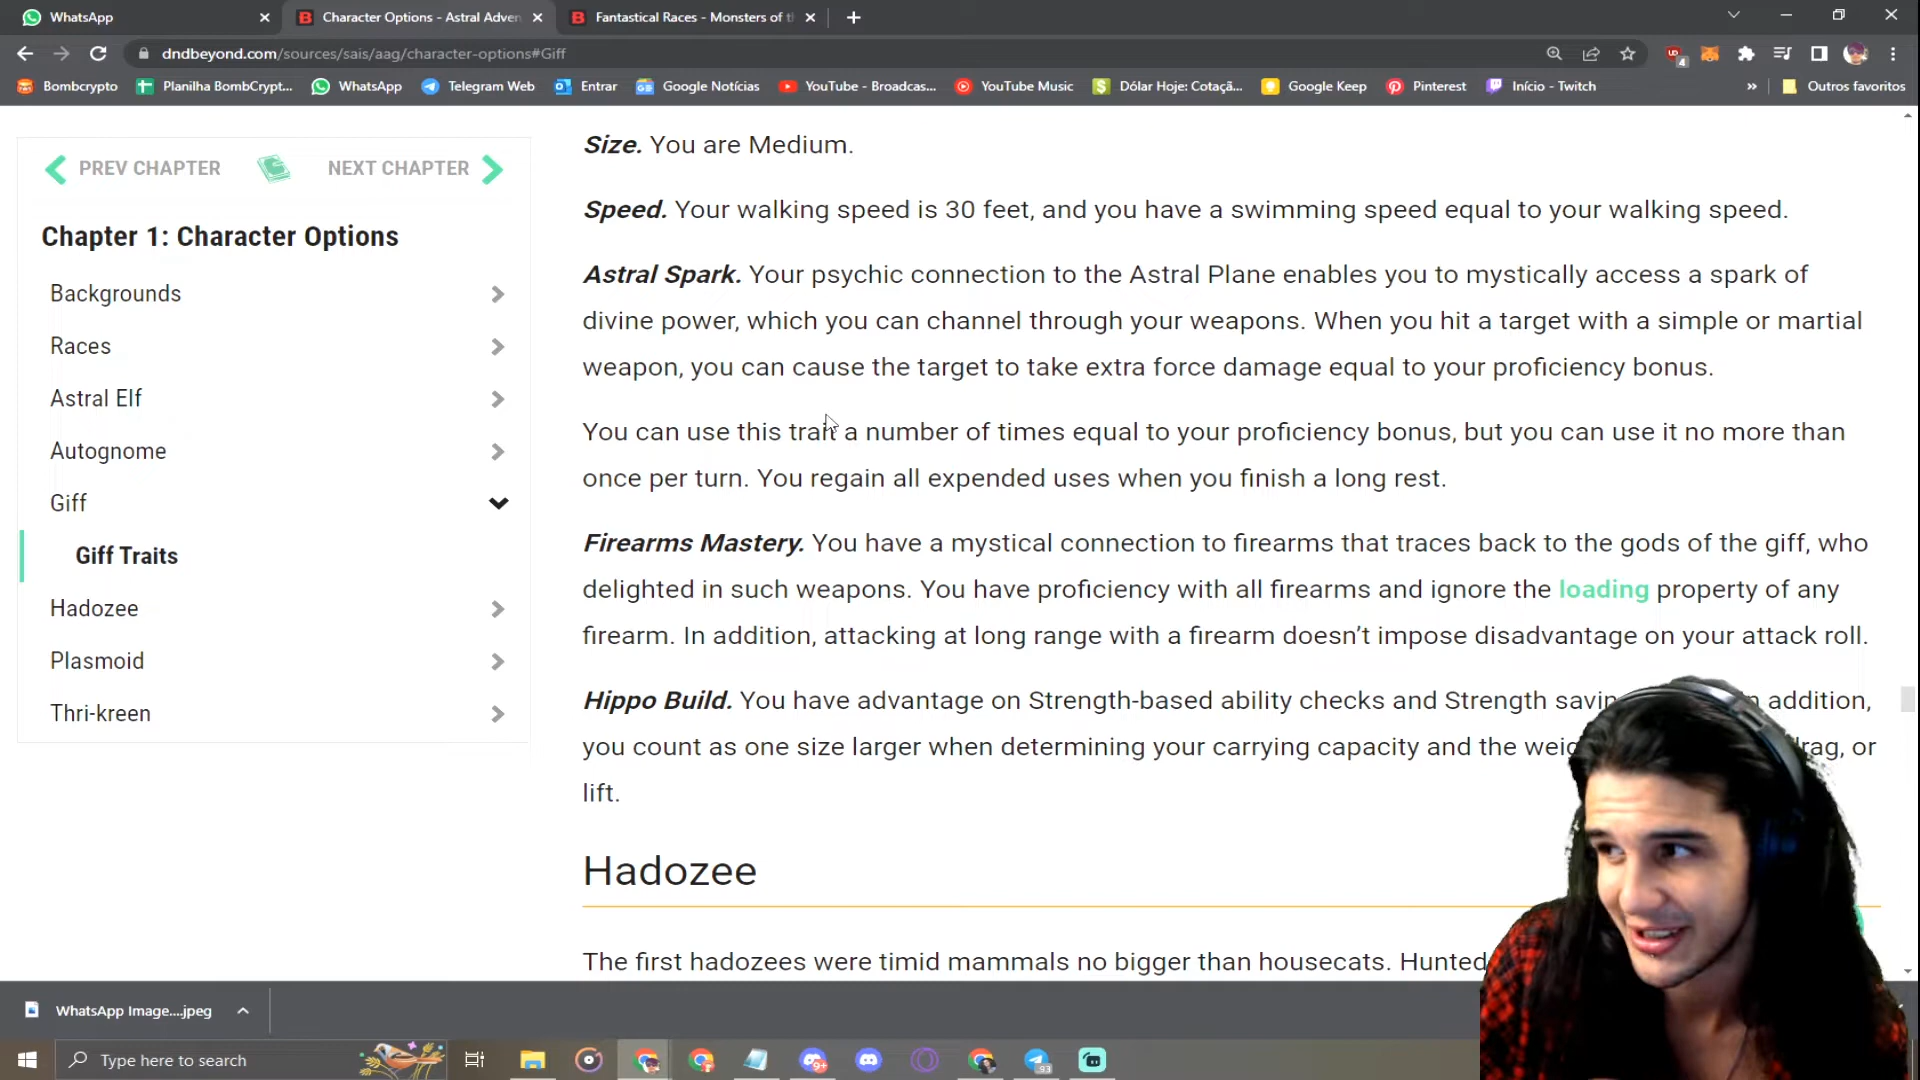 WhatsApp
Character Options - Astral Adven
Fantastical Races - Monsters of t
dndbeyond.com/sources/sais/aag/character-options#Giff
4
Bombcrypto
Planilha BombCrypt...
WhatsApp
Telegram Web
Entrar
Google Notícias
YouTube - Broadcas...
YouTube Music
Dólar Hoje: Cotaçã...
Google Keep
Pinterest
Início - Twitch
»
Outros favoritos
PREV CHAPTER
NEXT CHAPTER
Chapter 1: Character Options
Backgrounds
Races
Astral Elf
Autognome
Giff
Giff Traits
Hadozee
Plasmoid
Thri-kreen
Size. You are Medium.
Speed. Your walking speed is 30 feet, and you have a swimming speed equal to your walking speed.
Astral Spark. Your psychic connection to the Astral Plane enables you to mystically access a spark of
divine power, which you can channel through your weapons. When you hit a target with a simple or martial
weapon, you can cause the target to take extra force damage equal to your proficiency bonus.
You can use this trait a number of times equal to your proficiency bonus, but you can use it no more than
once per turn. You regain all expended uses when you finish a long rest.
Firearms Mastery. You have a mystical connection to firearms that traces back to the gods of the giff, who
delighted in such weapons. You have proficiency with all firearms and ignore the loading property of any
firearm. In addition, attacking at long range with a firearm doesn't impose disadvantage on your attack roll.
Hippo Build. You have advantage on Strength-based ability checks and Strength savin addition,
you count as one size larger when determining your carrying capacity and the weig rag, or
lift.
Hadozee
The first hadozees were timid mammals no bigger than housecats. Hunted
WhatsApp Image....jpeg
Type here to search
9+
93